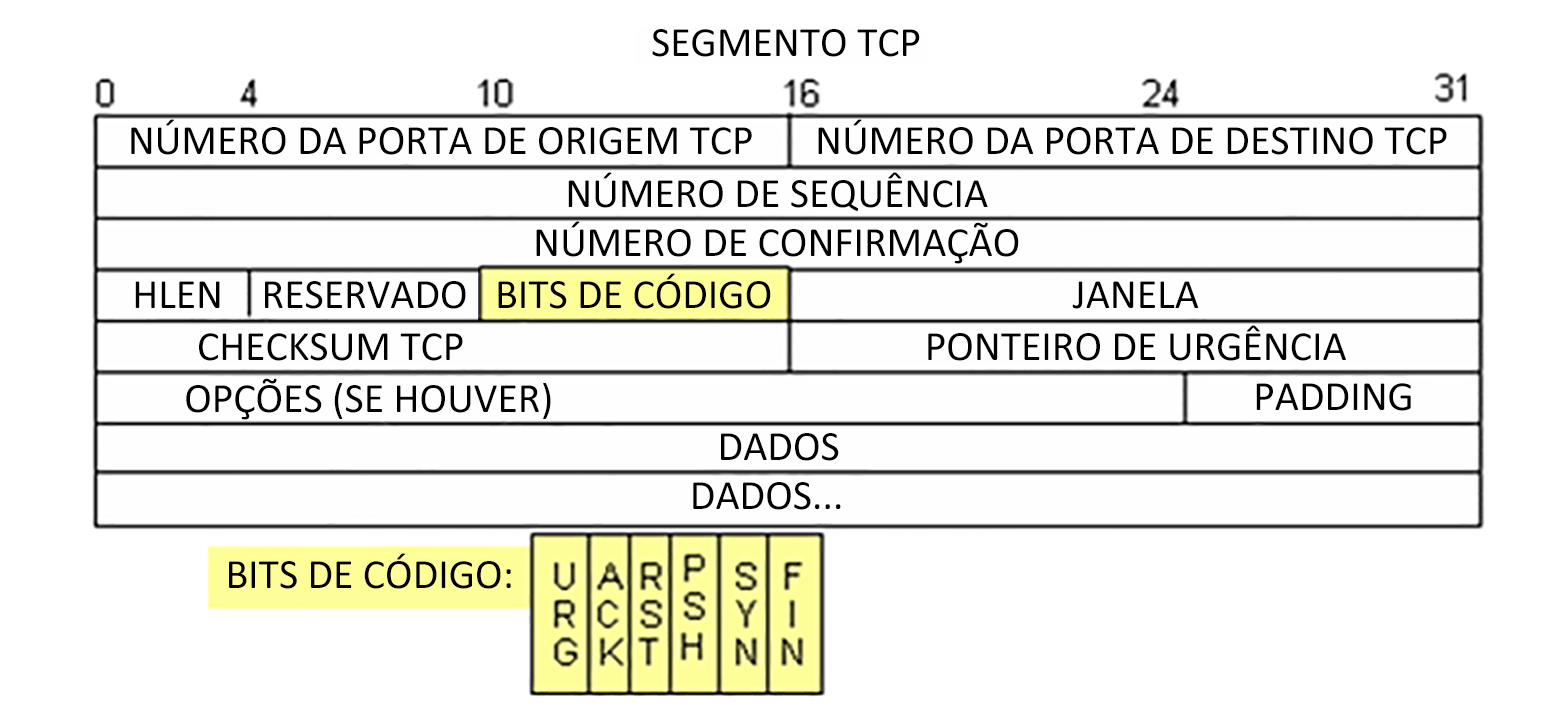 SEGMENTO TCP
0 4 10 16 24 31
NÚMERO DA PORTA DE ORIGEM TCP NÚMERO DA PORTA DE DESTINO TCP
NÚMERO DE SEQUÊNCIA
NÚMERO DE CONFIRMAÇÃO
HLEN RESERVADO BITS DE CÓDIGO JANELA
CHECKSUM TCP PONTEIRO DE URGÊNCIA
OPÇÕES (SE HOUVER) PADDING
DADOS
DADOS...
BITS DE CÓDIGO: URG ACK RST PSH SYN FIN